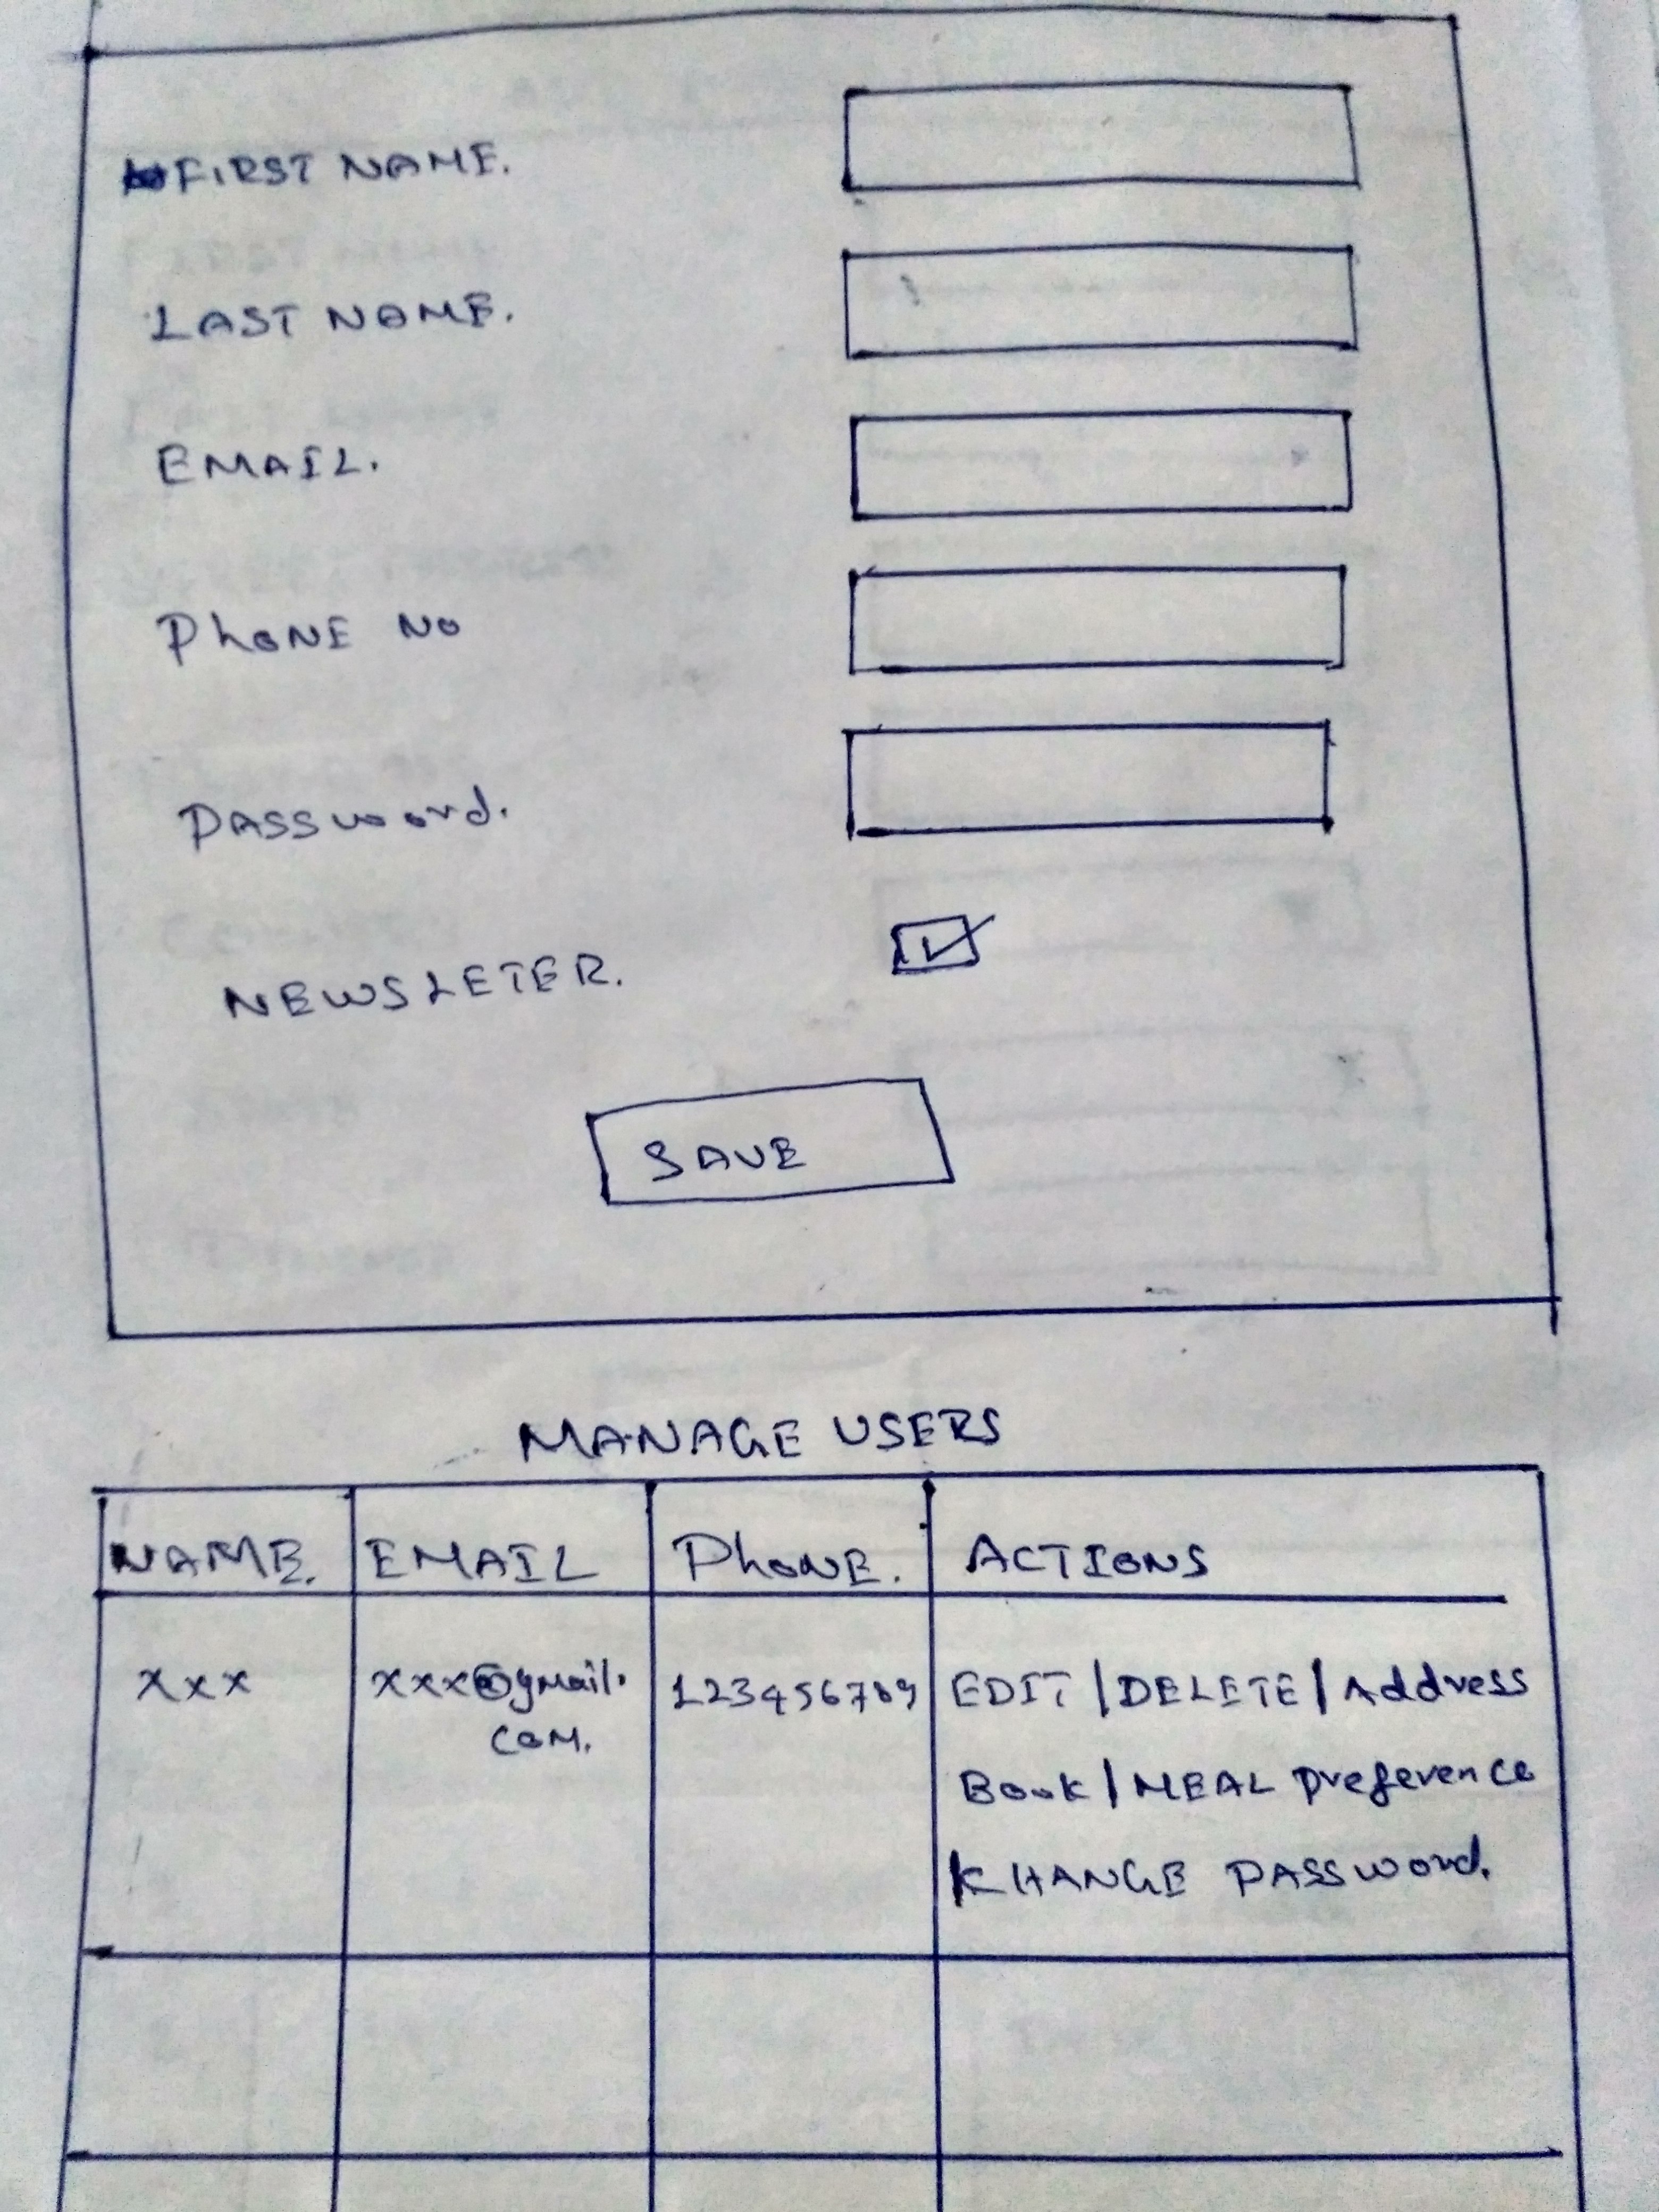 FIRST NAME.
LAST NAME.
EMAIL.
PhONE NO
PASSword.
NEWSLETER.
SAVE
MANAGE USERS
NAME. EMAIL PhONE. ACTIONS
xxx xxx@gmail. 123456789 EDIT / DELETE / Address
com.
Book / MEAL preference
/CHANGE PASSword.